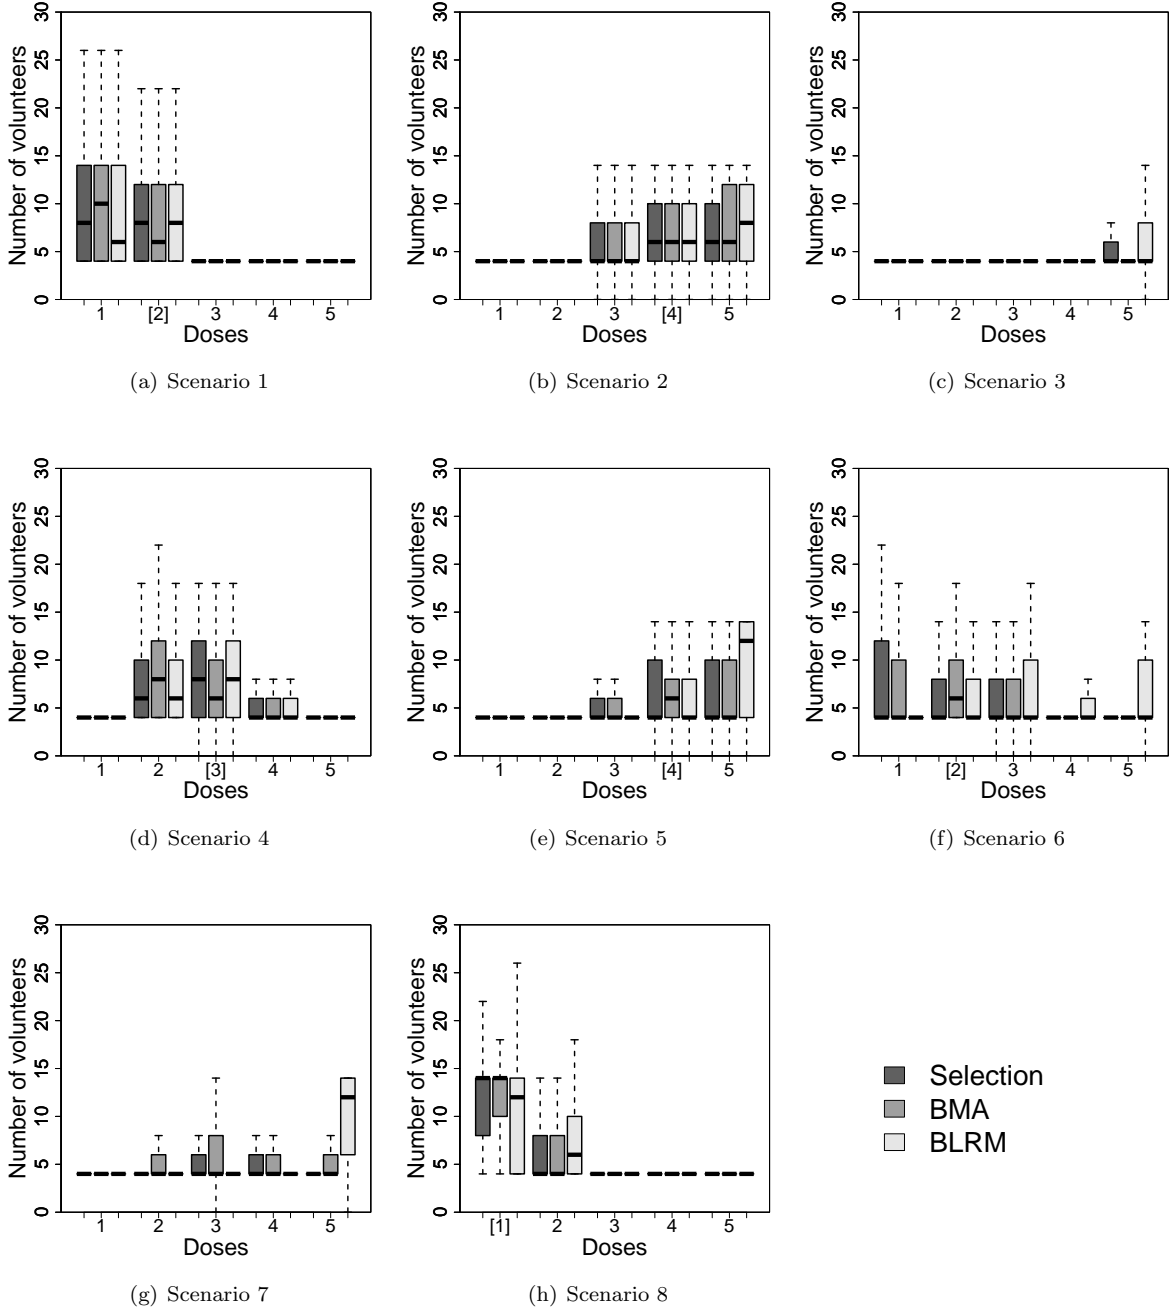 Number of volunteers
0 5 10 15 20 25 30
1 [2] 3 4 5
Doses
(a) Scenario 1
Number of volunteers
0 5 10 15 20 25 30
1 2 3 [4] 5
Doses
(b) Scenario 2
Number of volunteers
0 5 10 15 20 25 30
1 2 3 4 5
Doses
(c) Scenario 3
Number of volunteers
0 5 10 15 20 25 30
1 2 [3] 4 5
Doses
(d) Scenario 4
Number of volunteers
0 5 10 15 20 25 30
1 2 3 [4] 5
Doses
(e) Scenario 5
Number of volunteers
0 5 10 15 20 25 30
1 [2] 3 4 5
Doses
(f) Scenario 6
Number of volunteers
0 5 10 15 20 25 30
1 2 3 4 5
Doses
(g) Scenario 7
Number of volunteers
0 5 10 15 20 25 30
[1] 2 3 4 5
Doses
(h) Scenario 8
Selection
BMA
BLRM